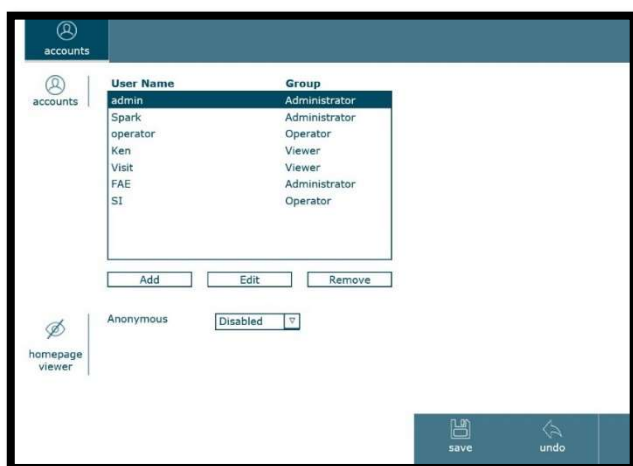 accounts
accounts
User Name Group
admin Administrator
Spark Administrator
operator Operator
Ken Viewer
Visit Viewer
FAE Administrator
SI Operator
Add Edit Remove
Anonymous Disabled
homepage
viewer
save undo